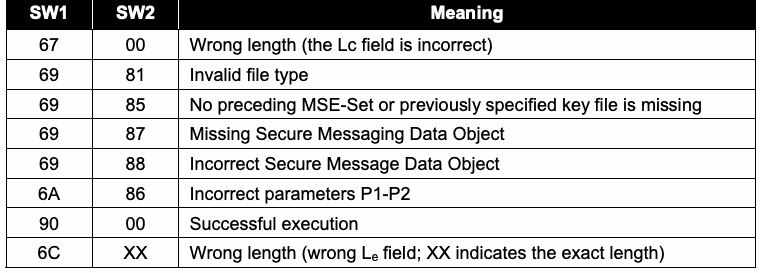 SW1 SW2 Meaning
67 00 Wrong length (the Lc field is incorrect)
69 81 Invalid file type
69 85 No preceding MSE-Set or previously specified key file is missing
69 87 Missing Secure Messaging Data Object
69 88 Incorrect Secure Message Data Object
6A 86 Incorrect parameters P1-P2
90 00 Successful execution
6C XX Wrong length (wrong Le field; XX indicates the exact length)